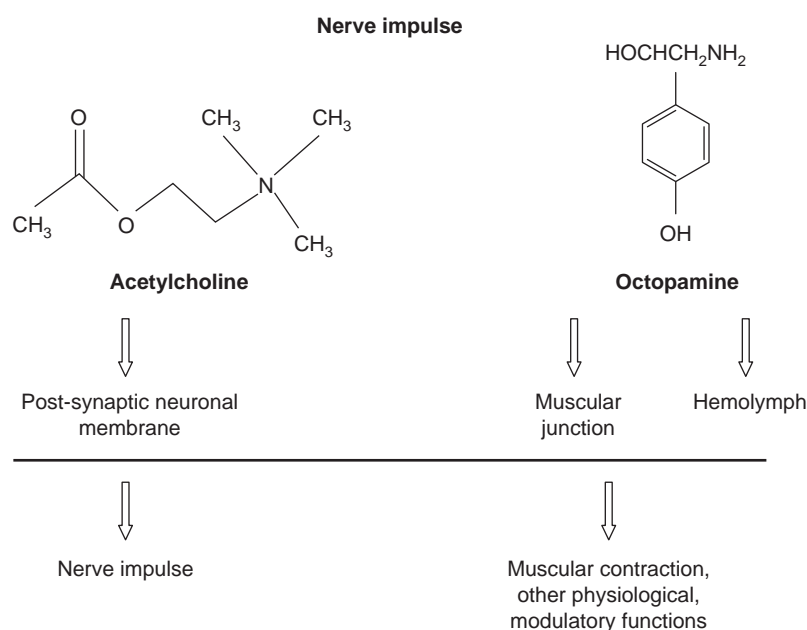 Nerve impulse
HOCHCH₂NH₂
O
CH₃
CH₃
N
CH₃
O
CH₃
OH
Acetylcholine
Octopamine
Post-synaptic neuronal
membrane
Muscular
junction
Hemolymph
Nerve impulse
Muscular contraction,
other physiological,
modulatory functions